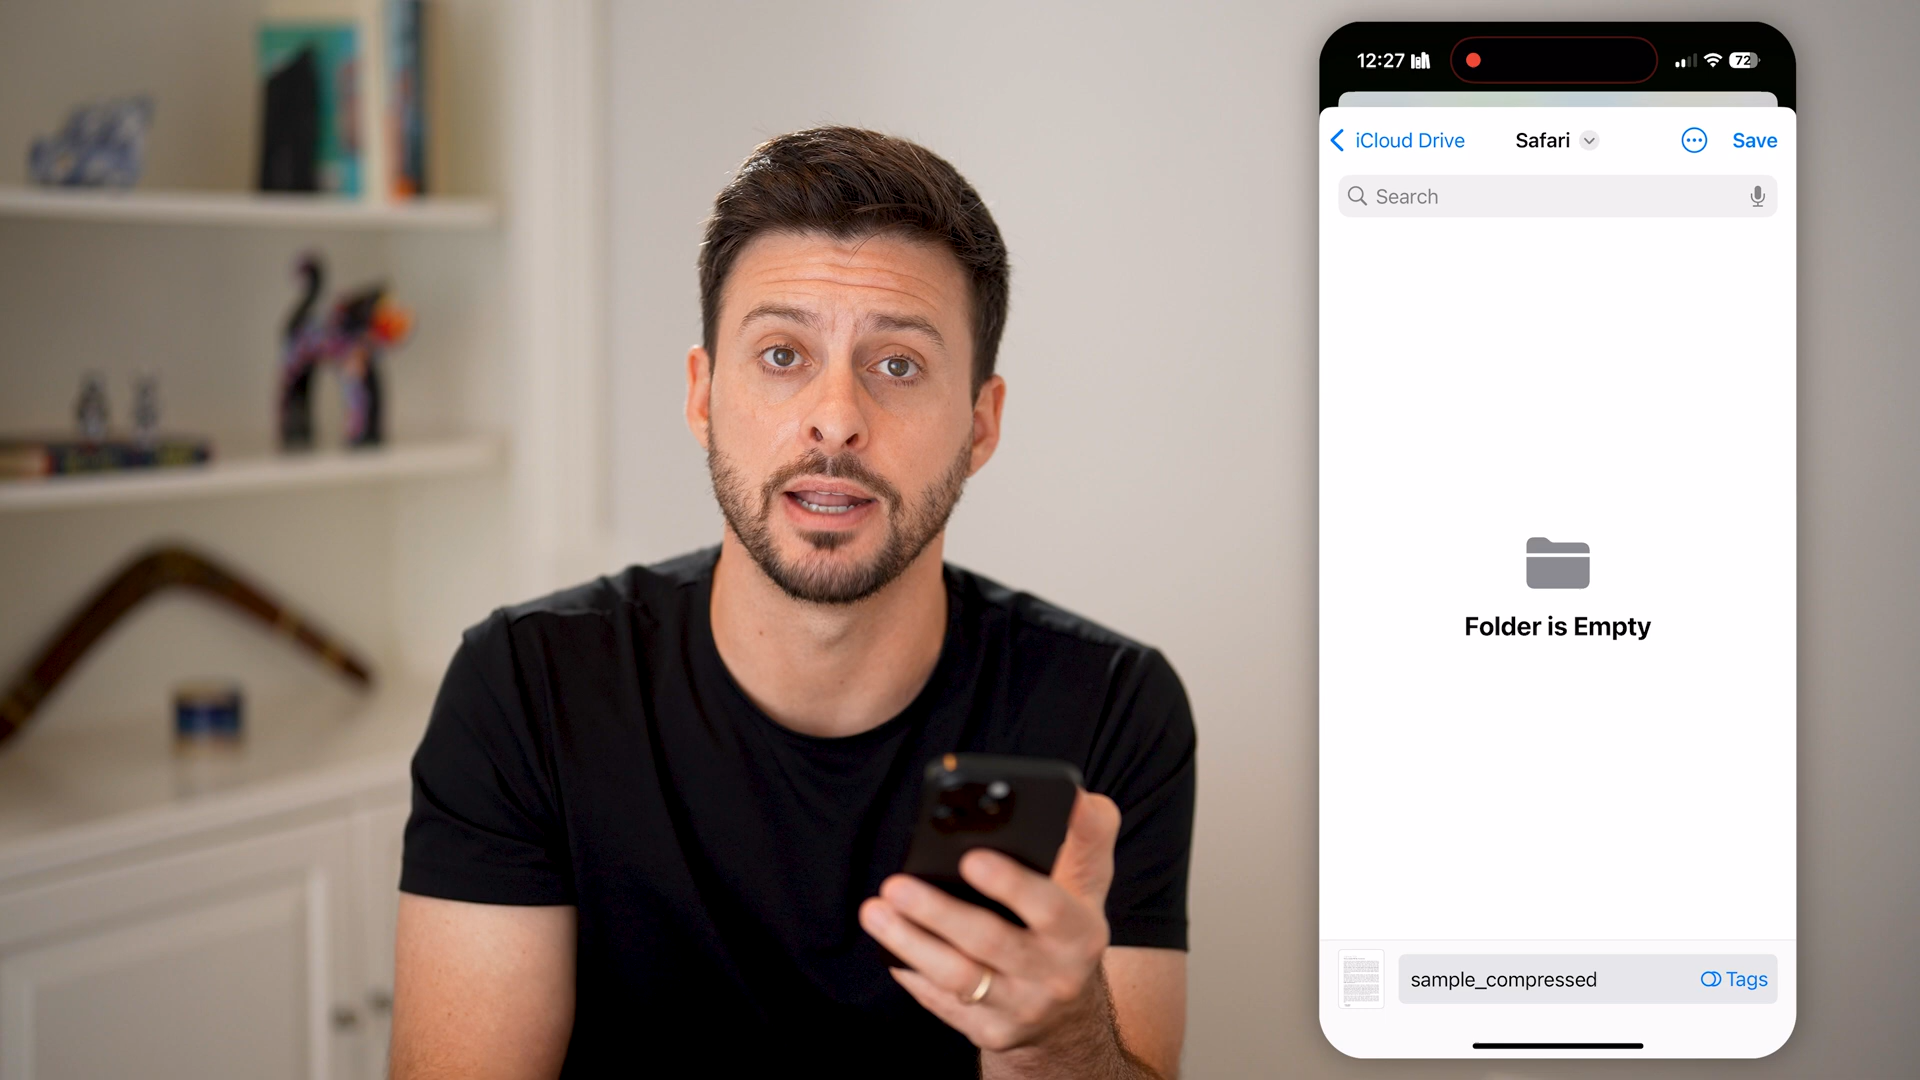 12:27
72
iCloud Drive
Safari
Save
Search
Folder is Empty
sample_compressed
Tags